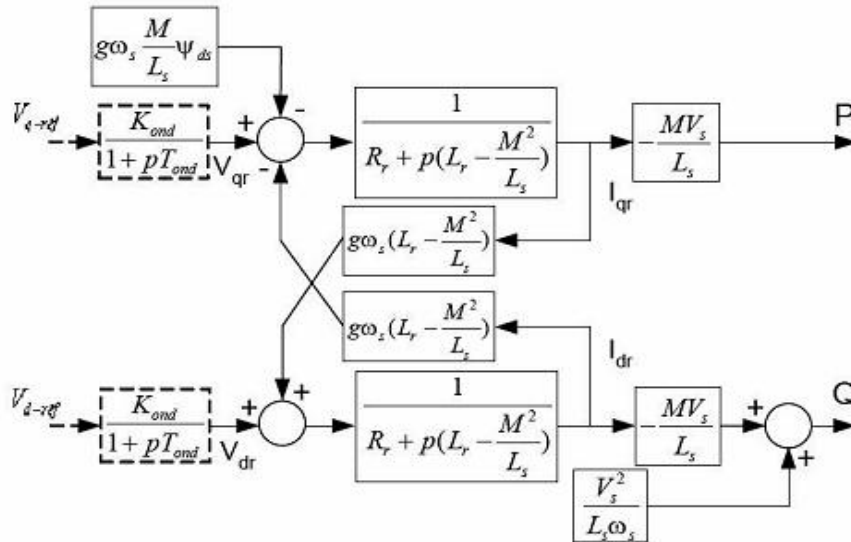 gω_s M/L_s ψ_ds
V_q-ref
K_ond / 1 + pT_ond
V_qr
+
-
-
1 / R_r + p(L_r − M²/L_s)
I_qr
− MV_s / L_s
P
gω_s(L_r − M²/L_s)
gω_s(L_r − M²/L_s)
I_dr
V_d-ref
K_ond / 1 + pT_ond
V_dr
+
+
1 / R_r + p(L_r − M²/L_s)
− MV_s / L_s
+
+
Q
V_s² / L_sω_s